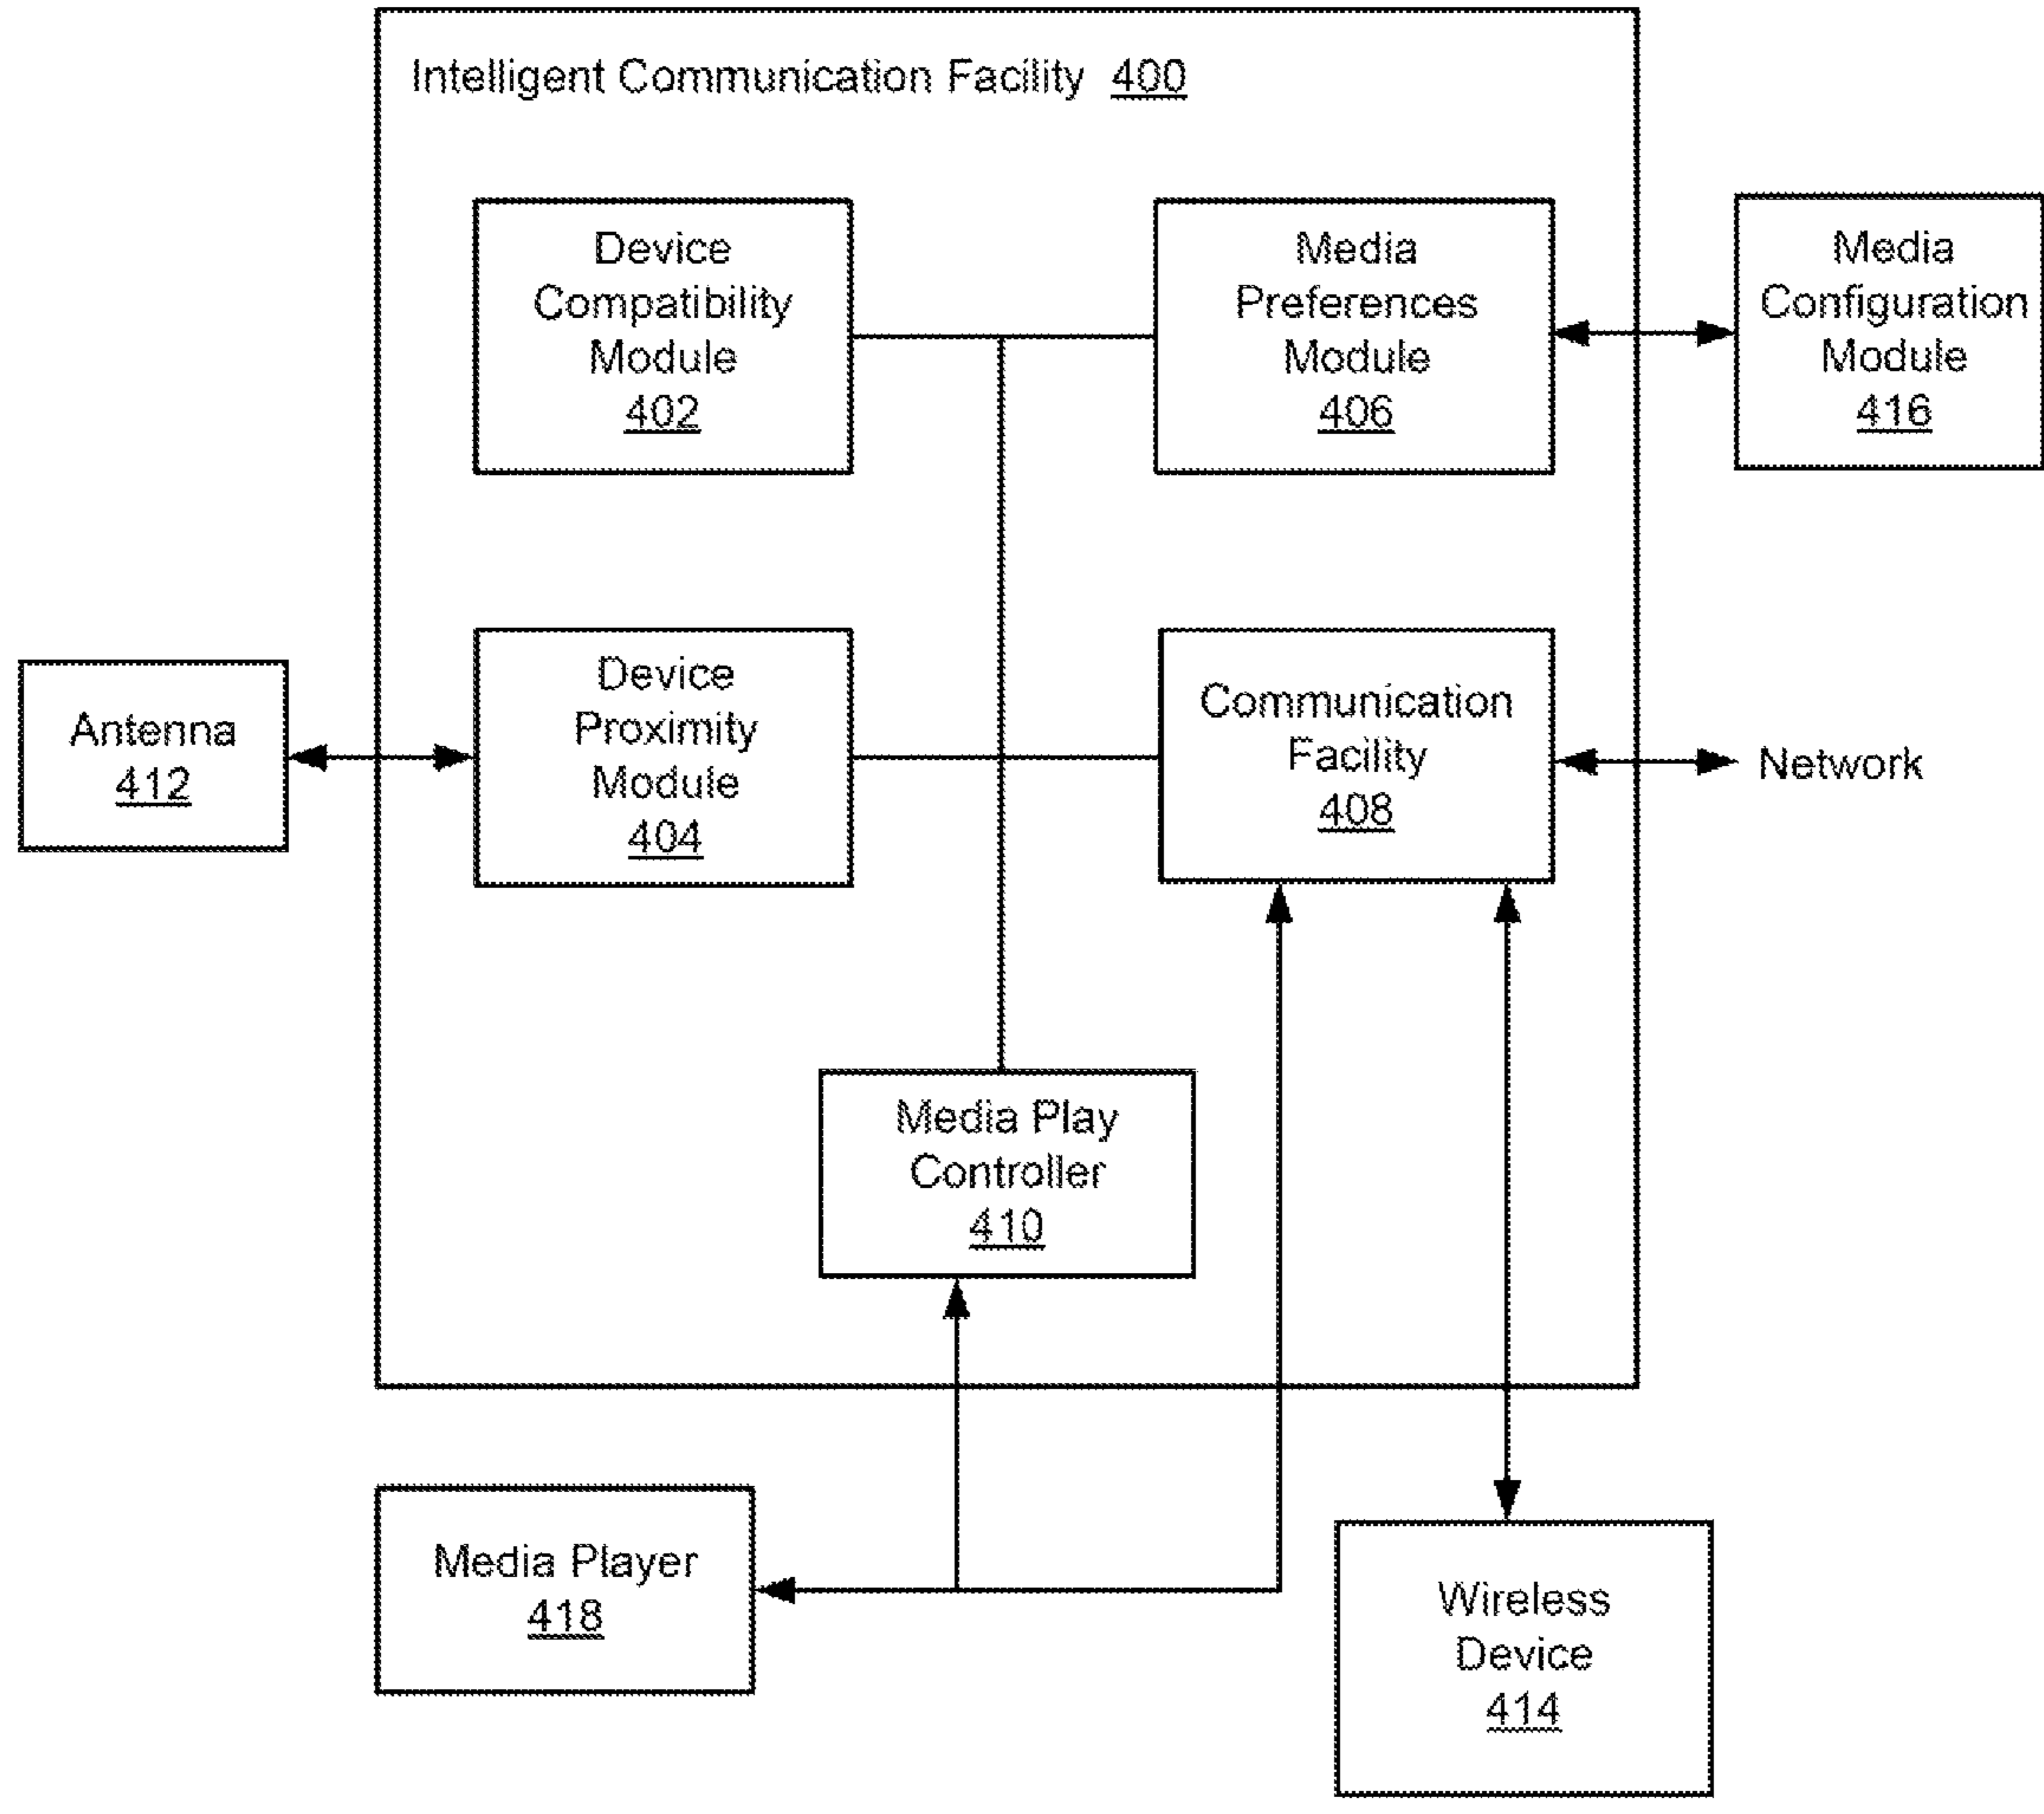 Intelligent Communication Facility 400
Device
Compatibility
Module
402
Media
Preferences
Module
406
Media
Configuration
Module
416
Antenna
412
Device
Proximity
Module
404
Communication
Facility
408
Network
Media Play
Controller
410
Media Player
418
Wireless
Device
414